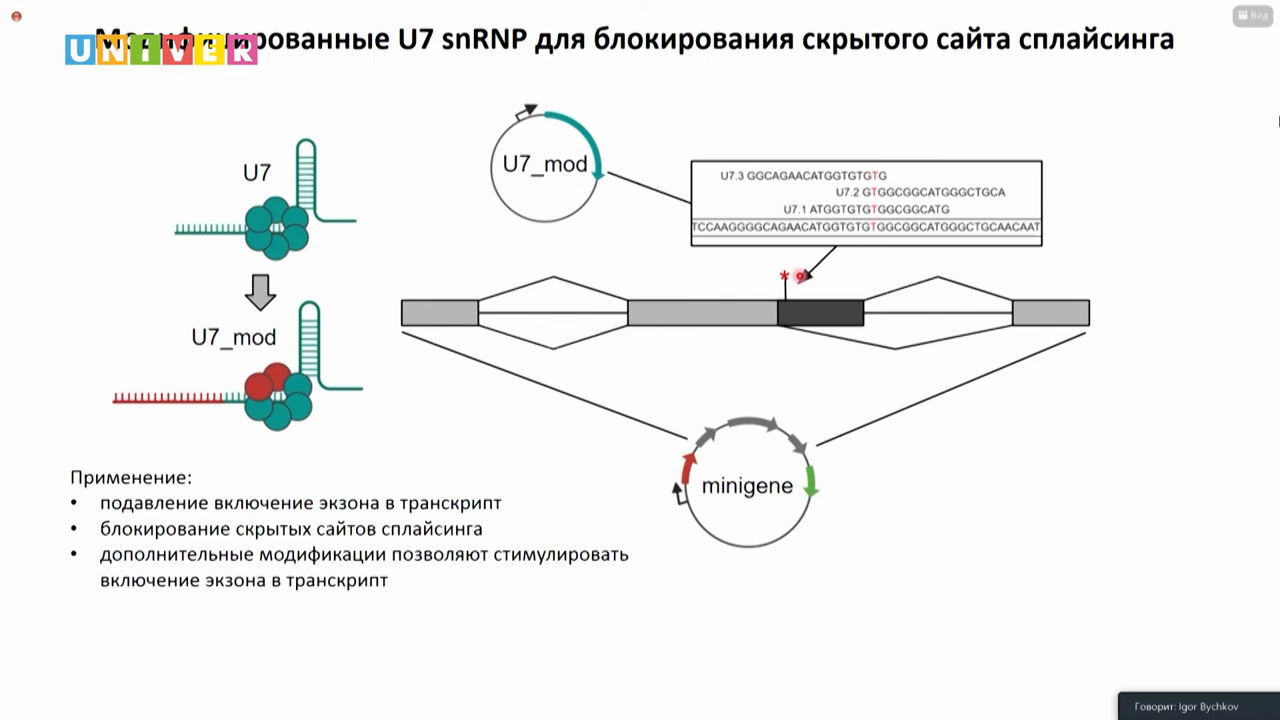 Модифицированные U7 snRNP для блокирования скрытого сайта сплайсинга
UNIVER
Вид
U7
U7_mod
U7_mod
U7.3 GGCAGAACATGGTGTGTG
U7.2 GTGGCGGCATGGGCTGCA
U7.1 ATGGTGTGTGGCGGCATG
TCCAAGGGGCAGAACATGGTGTGTGGCGGCATGGGCTGCAACAAT
*
minigene
Применение:
• подавление включение экзона в транскрипт
• блокирование скрытых сайтов сплайсинга
• дополнительные модификации позволяют стимулировать
включение экзона в транскрипт
Говорит: Igor Bychkov